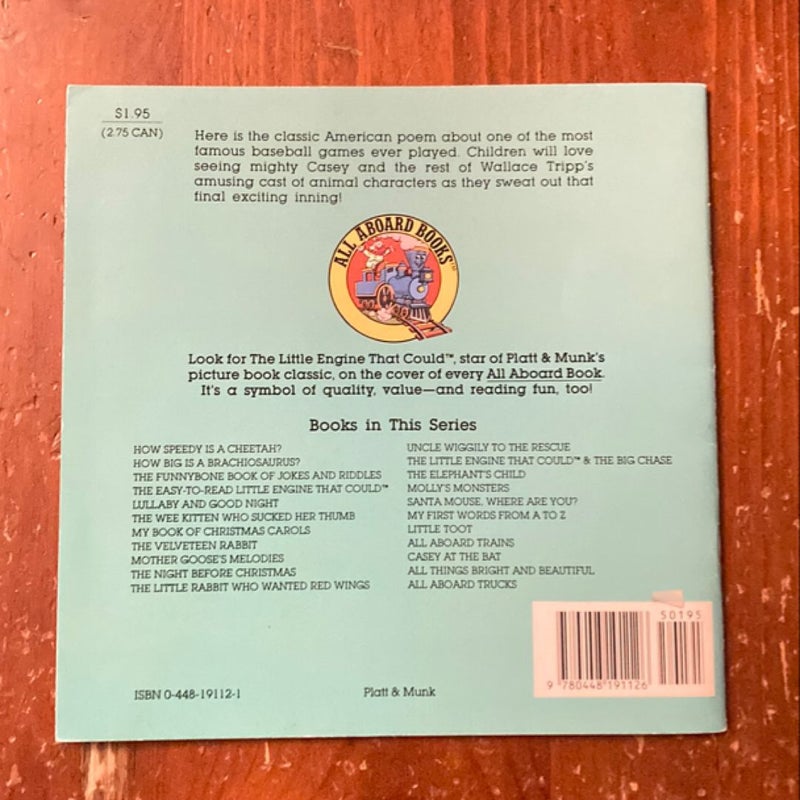 $1.95
(2.75 CAN)
Here is the classic American poem about one of the most
famous baseball games ever played. Children will love
seeing mighty Casey and the rest of Wallace Tripp's
amusing cast of animal characters as they sweat out that
final exciting inning!
ALL ABOARD BOOKS™
Look for The Little Engine That Could™, star of Platt & Munk's
picture book classic, on the cover of every All Aboard Book.
It's a symbol of quality, value—and reading fun, too!
Books in This Series
HOW SPEEDY IS A CHEETAH?
HOW BIG IS A BRACHIOSAURUS?
THE FUNNYBONE BOOK OF JOKES AND RIDDLES
THE EASY-TO-READ LITTLE ENGINE THAT COULD™
LULLABY AND GOOD NIGHT
THE WEE KITTEN WHO SUCKED HER THUMB
MY BOOK OF CHRISTMAS CAROLS
THE VELVETEEN RABBIT
MOTHER GOOSE'S MELODIES
THE NIGHT BEFORE CHRISTMAS
THE LITTLE RABBIT WHO WANTED RED WINGS
UNCLE WIGGILY TO THE RESCUE
THE LITTLE ENGINE THAT COULD™ & THE BIG CHASE
THE ELEPHANT'S CHILD
MOLLY'S MONSTERS
SANTA MOUSE, WHERE ARE YOU?
MY FIRST WORDS FROM A TO Z
LITTLE TOOT
ALL ABOARD TRAINS
CASEY AT THE BAT
ALL THINGS BRIGHT AND BEAUTIFUL
ALL ABOARD TRUCKS
50195
9 780448 191126
ISBN 0-448-19112-1
Platt & Munk